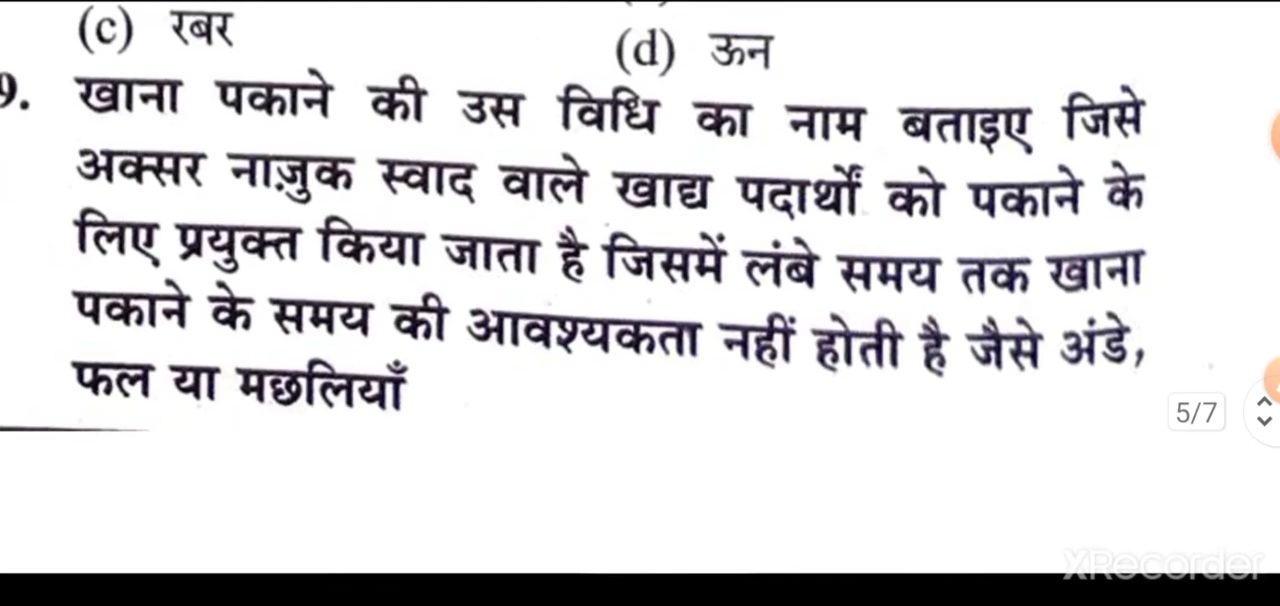 (c) रबर
(d) ऊन
9. खाना पकाने की उस विधि का नाम बताइए जिसे
अक्सर नाज़ुक स्वाद वाले खाद्य पदार्थों को पकाने के
लिए प्रयुक्त किया जाता है जिसमें लंबे समय तक खाना
पकाने के समय की आवश्यकता नहीं होती है जैसे अंडे,
फल या मछलियाँ
5/7
XRecorder